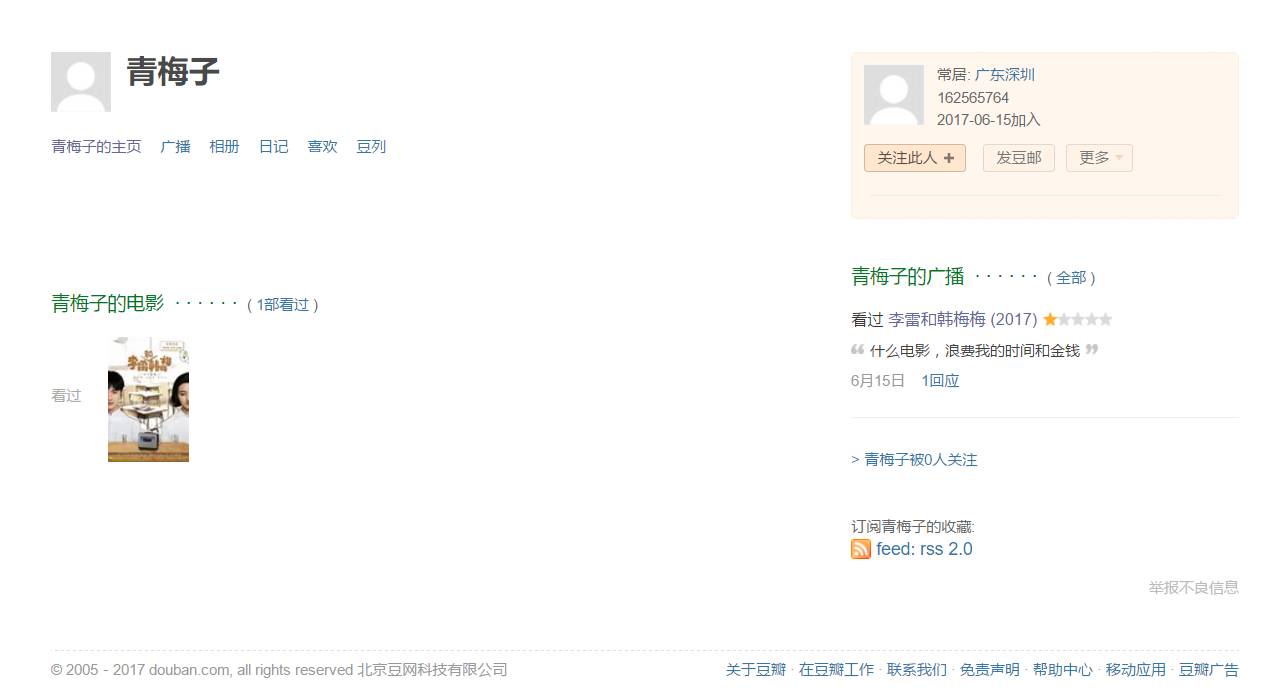 青梅子
青梅子的主页 广播 相册 日记 喜欢 豆列
青梅子的电影 · · · · · · ( 1部看过 )
看过
李雷韩梅
常居: 广东深圳
162565764
2017-06-15加入
关注此人 发豆邮 更多
青梅子的广播 · · · · · · ( 全部 )
看过 李雷和韩梅梅 (2017)
什么电影，浪费我的时间和金钱
6月15日 1回应
> 青梅子被0人关注
订阅青梅子的收藏:
feed: rss 2.0
举报不良信息
© 2005 - 2017 douban.com, all rights reserved 北京豆网科技有限公司
关于豆瓣 · 在豆瓣工作 · 联系我们 · 免责声明 · 帮助中心 · 移动应用 · 豆瓣广告